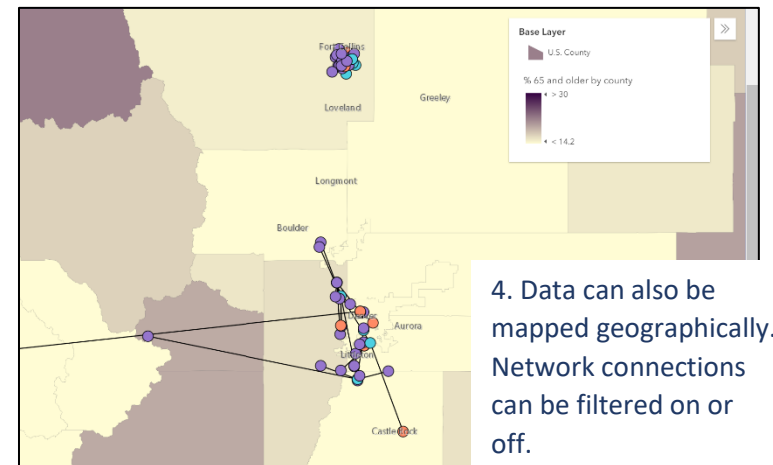 Base Layer
U.S. County
% 65 and older by county
> 30
< 14.2
Fort Collins
Loveland
Greeley
Longmont
Boulder
Denver
Aurora
Littleton
Castle Rock
4. Data can also be
mapped geographically.
Network connections
can be filtered on or
off.